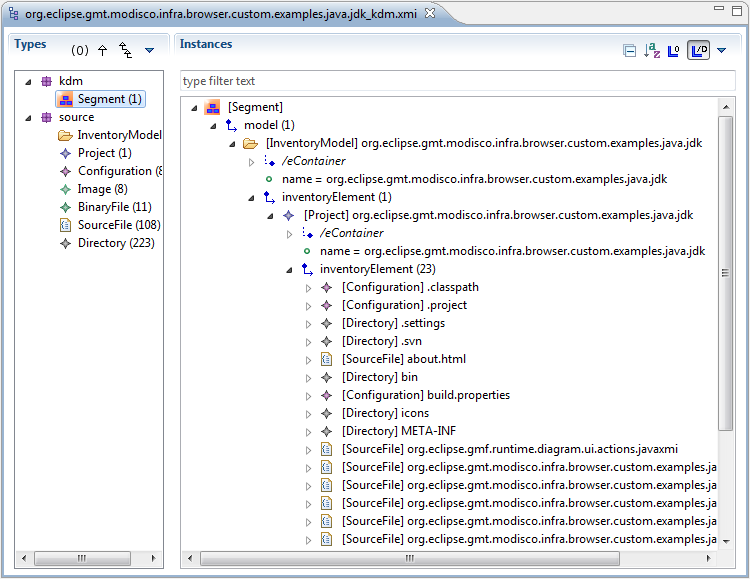 org.eclipse.gmt.modisco.infra.browser.custom.examples.java.jdk_kdm.xmi
Types
(0)
kdm
Segment (1)
source
InventoryModel
Project (1)
Configuration (8
Image (8)
BinaryFile (11)
SourceFile (108)
Directory (223)
Instances
type filter text
[Segment]
model (1)
[InventoryModel] org.eclipse.gmt.modisco.infra.browser.custom.examples.java.jdk
/eContainer
name = org.eclipse.gmt.modisco.infra.browser.custom.examples.java.jdk
inventoryElement (1)
[Project] org.eclipse.gmt.modisco.infra.browser.custom.examples.java.jdk
/eContainer
name = org.eclipse.gmt.modisco.infra.browser.custom.examples.java.jdk
inventoryElement (23)
[Configuration] .classpath
[Configuration] .project
[Directory] .settings
[Directory] .svn
[SourceFile] about.html
[Directory] bin
[Configuration] build.properties
[Directory] icons
[Directory] META-INF
[SourceFile] org.eclipse.gmf.runtime.diagram.ui.actions.javaxmi
[SourceFile] org.eclipse.gmt.modisco.infra.browser.custom.examples.ja
[SourceFile] org.eclipse.gmt.modisco.infra.browser.custom.examples.ja
[SourceFile] org.eclipse.gmt.modisco.infra.browser.custom.examples.ja
[SourceFile] org.eclipse.gmt.modisco.infra.browser.custom.examples.ja
[SourceFile] org.eclipse.gmt.modisco.infra.browser.custom.examples.ja